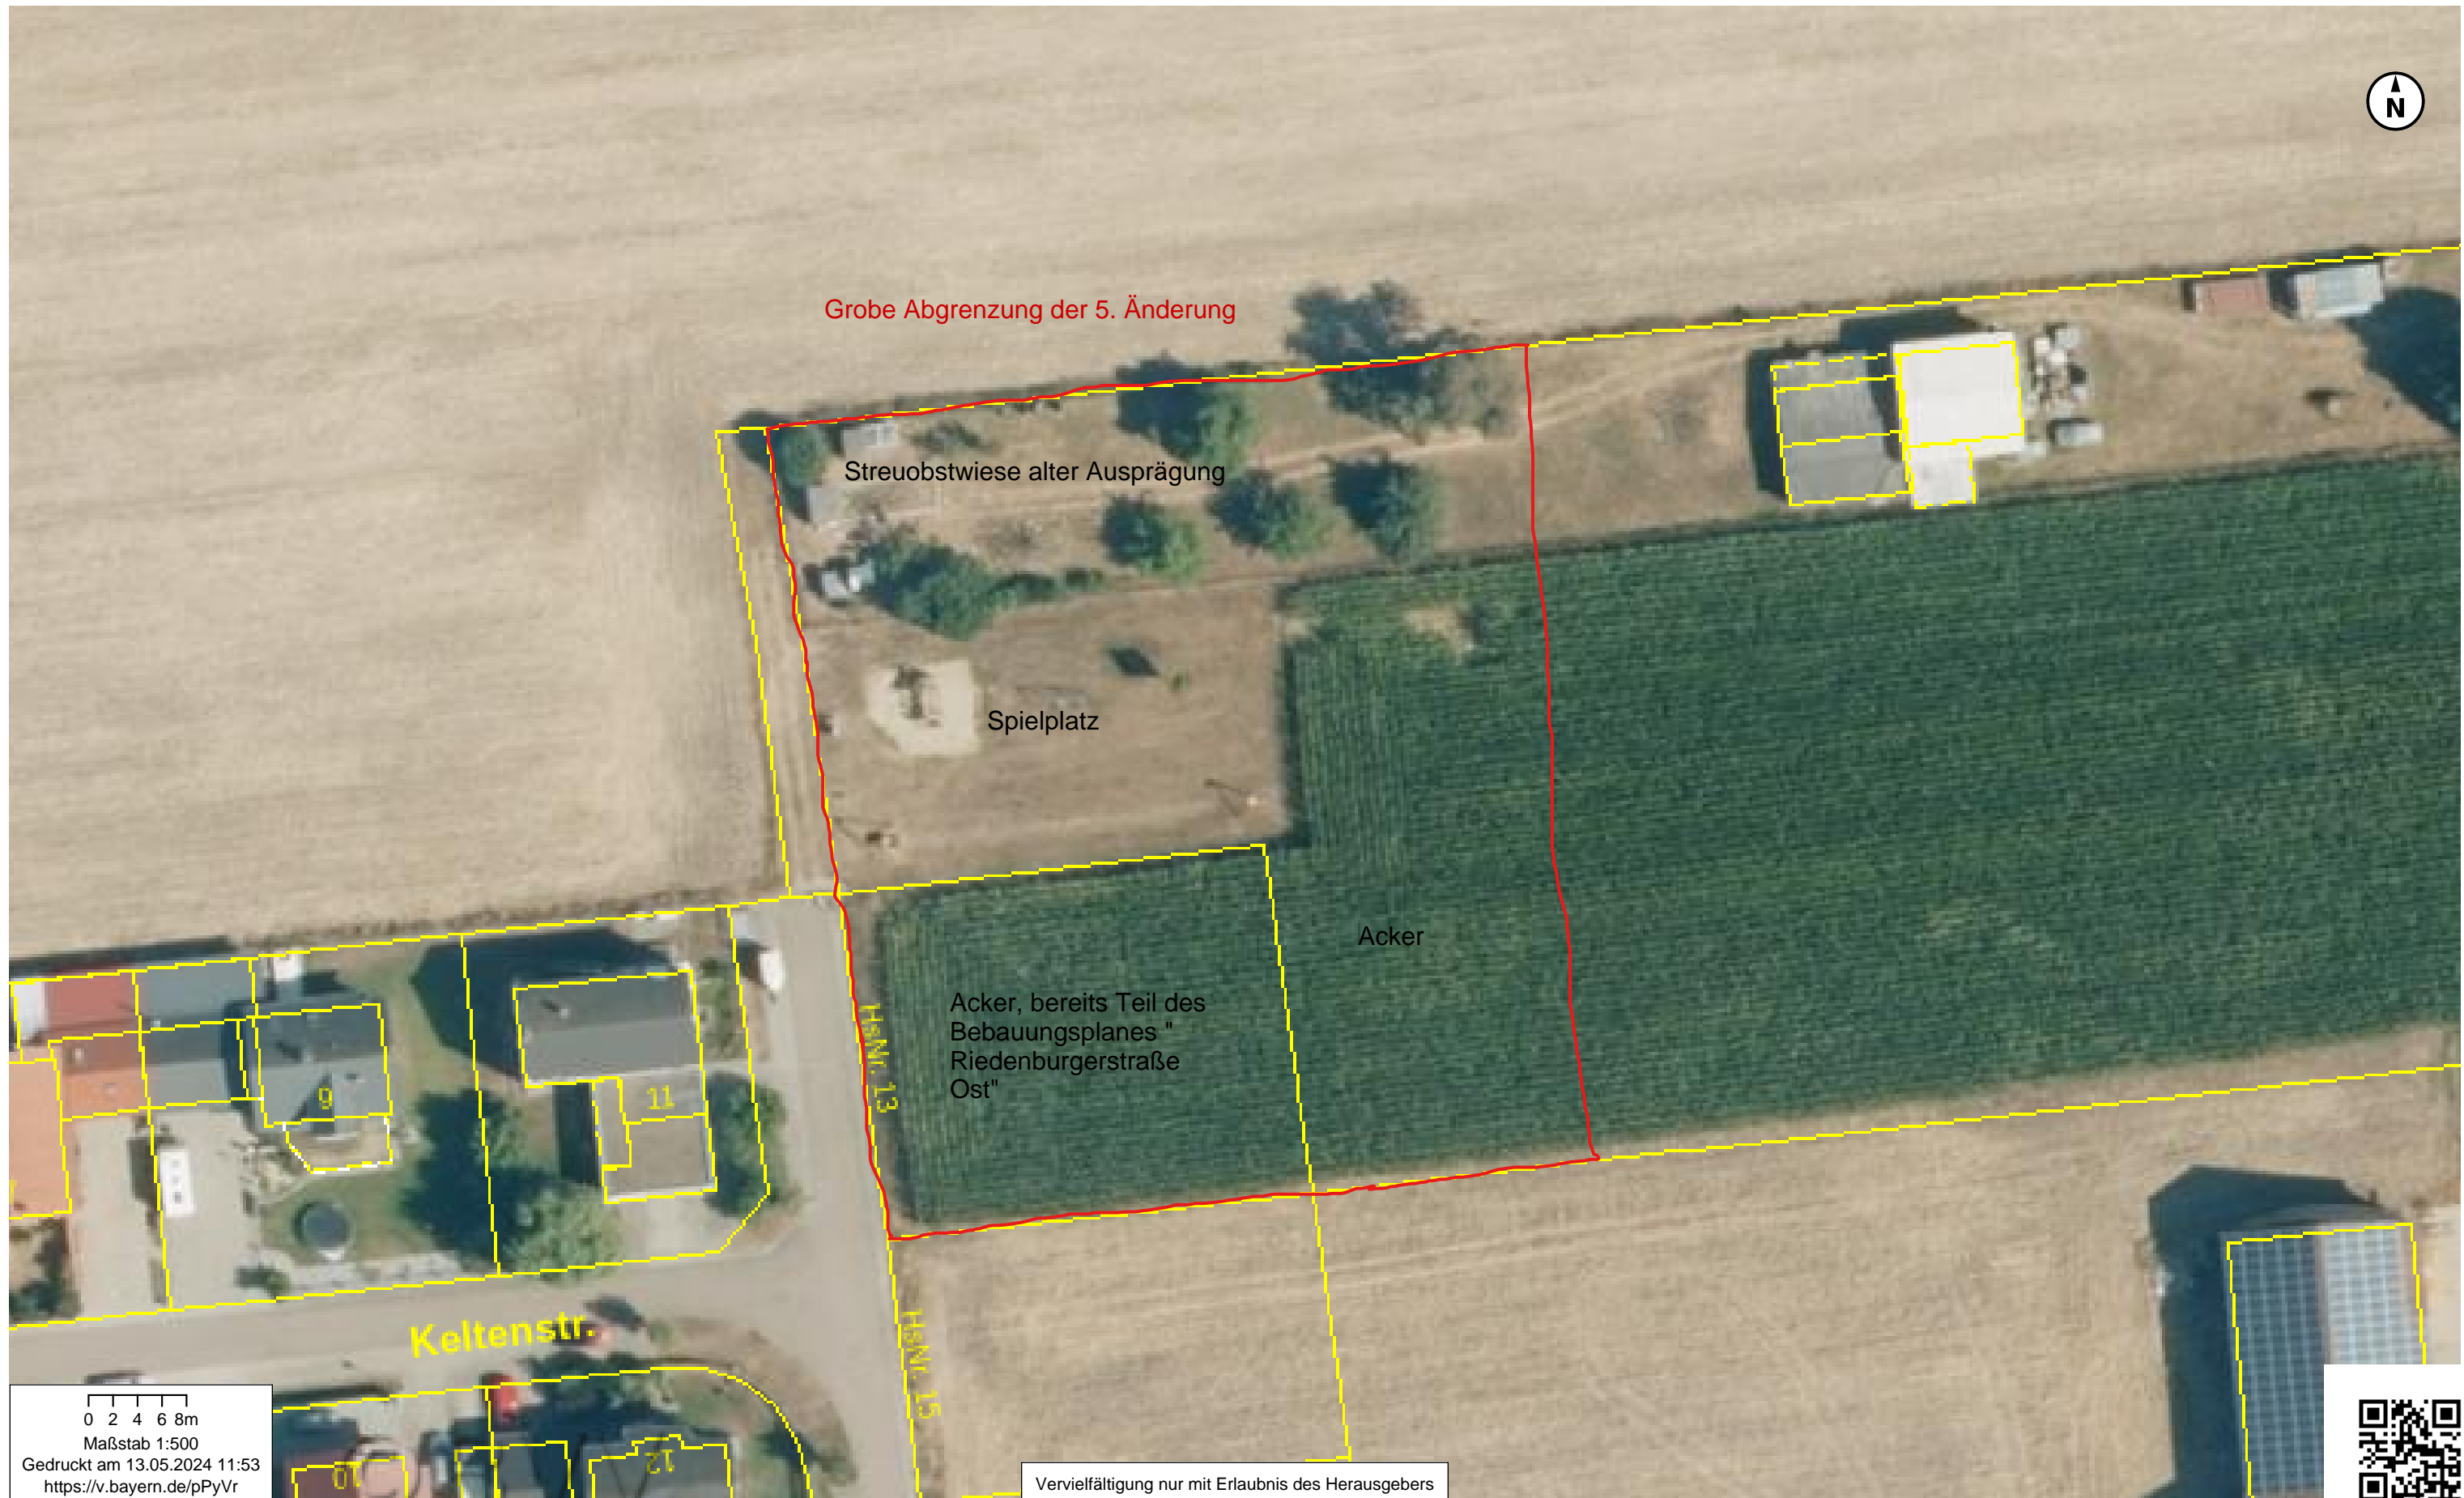 N
Grobe Abgrenzung der 5. Änderung
Streuobstwiese alter Ausprägung
Spielplatz
Acker
Acker, bereits Teil des
Bebauungsplanes "
Riedenburgerstraße
Ost"
HsNr. 13
9
11
Keltenstr.
HsNr. 15
10
12
0 2 4 6 8m
Maßstab 1:500
Gedruckt am 13.05.2024 11:53
https://v.bayern.de/pPyVr
Vervielfältigung nur mit Erlaubnis des Herausgebers